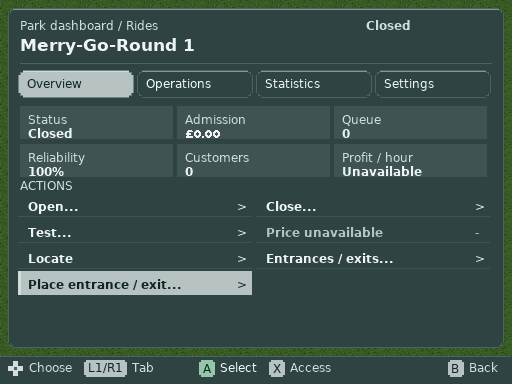 Park dashboard / Rides
Closed
Merry-Go-Round 1
Overview
Operations
Statistics
Settings
Status
Closed
Admission
£0.00
Queue
0
Reliability
100%
Customers
0
Profit / hour
Unavailable
ACTIONS
Open... >
Close... >
Test... >
Price unavailable -
Locate >
Entrances / exits... >
Place entrance / exit... >
Choose
L1/R1 Tab
A Select
X Access
B Back